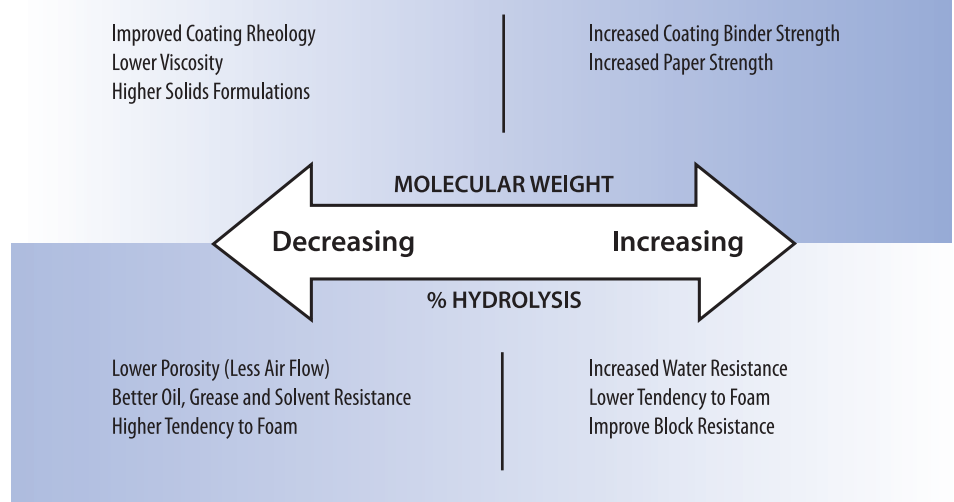 Improved Coating Rheology
Lower Viscosity
Higher Solids Formulations
Increased Coating Binder Strength
Increased Paper Strength
MOLECULAR WEIGHT
Decreasing
Increasing
% HYDROLYSIS
Lower Porosity (Less Air Flow)
Better Oil, Grease and Solvent Resistance
Higher Tendency to Foam
Increased Water Resistance
Lower Tendency to Foam
Improve Block Resistance